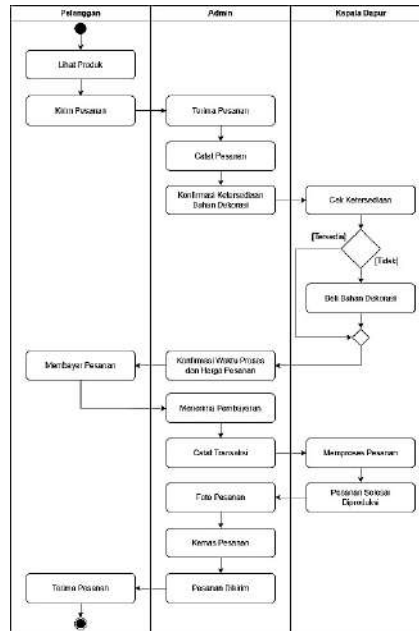 Pelanggan
Admin
Kepala Dapur
Lihat Produk
Kirim Pesanan
Terima Pesanan
Catat Pesanan
Konfirmasi Ketersediaan
Bahan Dekorasi
Cek Ketersediaan
[Tersedia]
[Tidak]
Beli Bahan Dekorasi
Konfirmasi Waktu Proses
dan Harga Pesanan
Membayar Pesanan
Menerima Pembayaran
Catat Transaksi
Memproses Pesanan
Pesanan Selesai
Diproduksi
Foto Pesanan
Kemas Pesanan
Pesanan Dikirim
Terima Pesanan